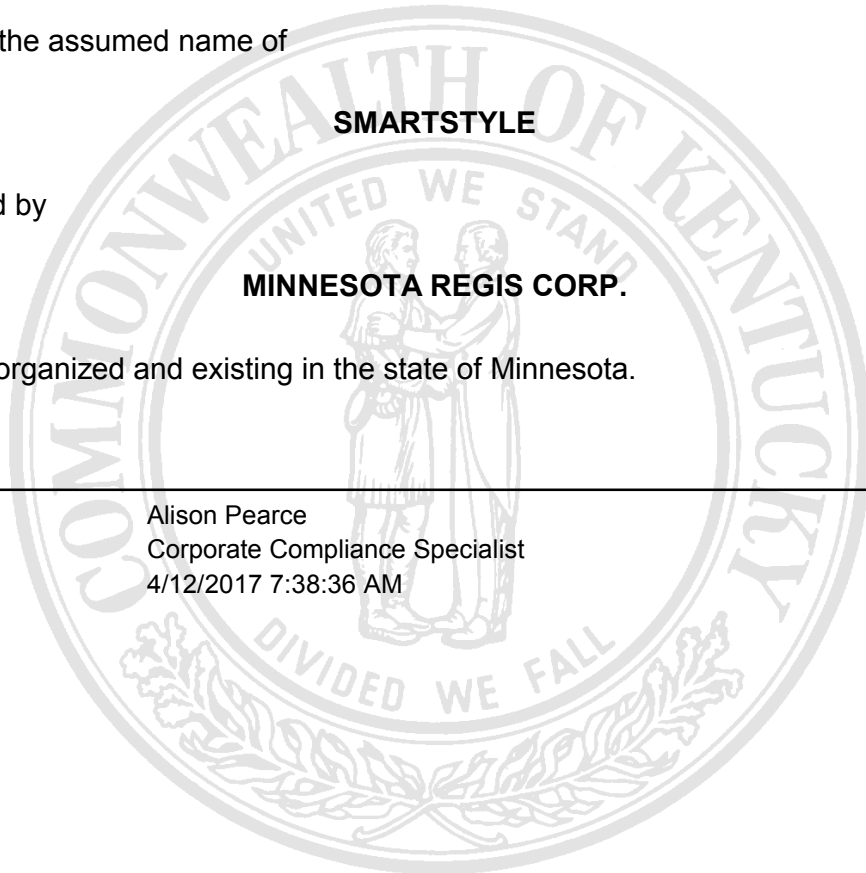 the assumed name of
SMARTSTYLE
d by
MINNESOTA REGIS CORP.
organized and existing in the state of Minnesota.
Alison Pearce
Corporate Compliance Specialist
4/12/2017 7:38:36 AM
COMMONWEALTH OF KENTUCKY
UNITED WE STAND
DIVIDED WE FALL